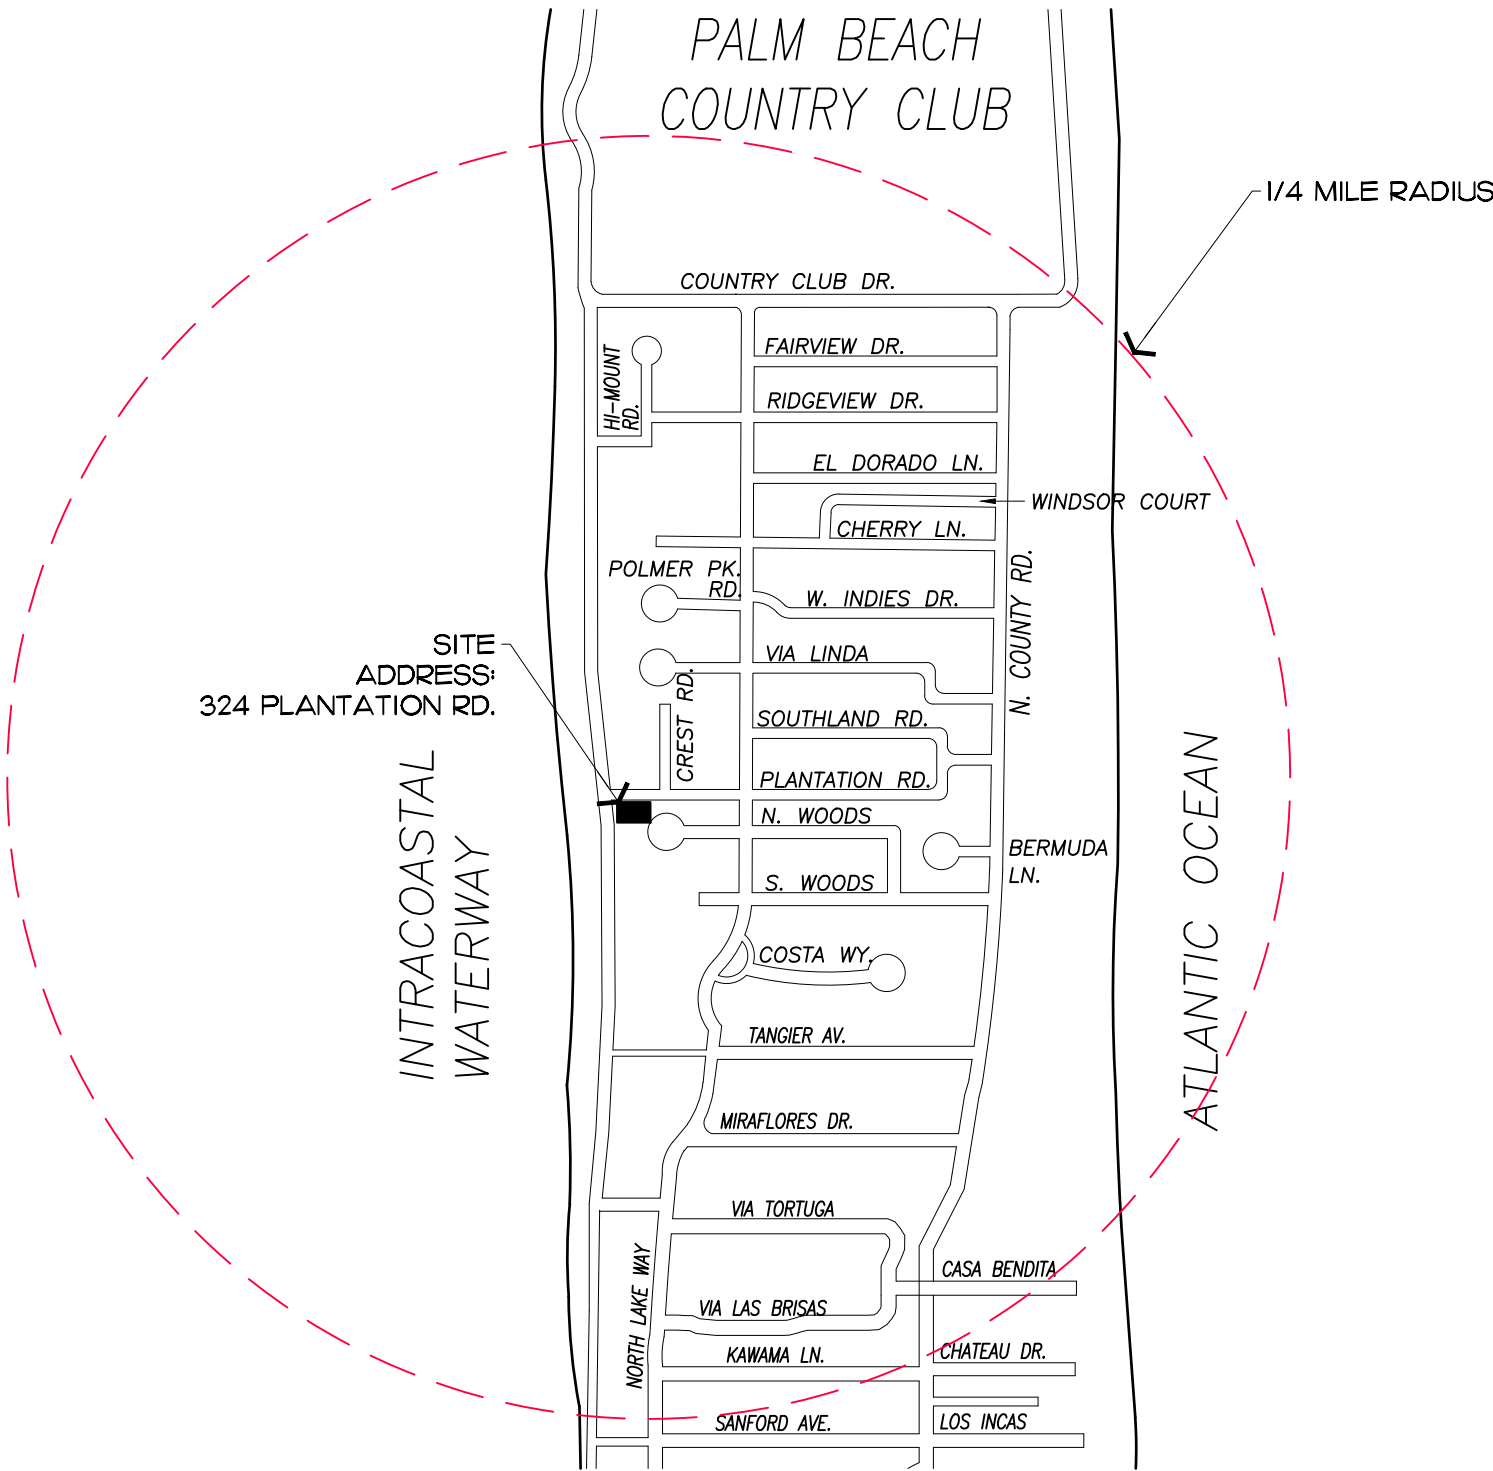 PALM BEACH
COUNTRY CLUB
1/4 MILE RADIUS
COUNTRY CLUB DR.
FAIRVIEW DR.
HI-MOUNT
RD.
RIDGEVIEW DR.
EL DORADO LN.
WINDSOR COURT
CHERRY LN.
POLMER PK.
RD.
W. INDIES DR.
N. COUNTY RD.
SITE
ADDRESS:
324 PLANTATION RD.
VIA LINDA
CREST RD.
SOUTHLAND RD.
PLANTATION RD.
N. WOODS
BERMUDA
LN.
S. WOODS
INTRACOASTAL
WATERWAY
ATLANTIC OCEAN
COSTA WY.
TANGIER AV.
MIRAFLORES DR.
VIA TORTUGA
NORTH LAKE WAY
CASA BENDITA
VIA LAS BRISAS
KAWAMA LN.
CHATEAU DR.
SANFORD AVE.
LOS INCAS